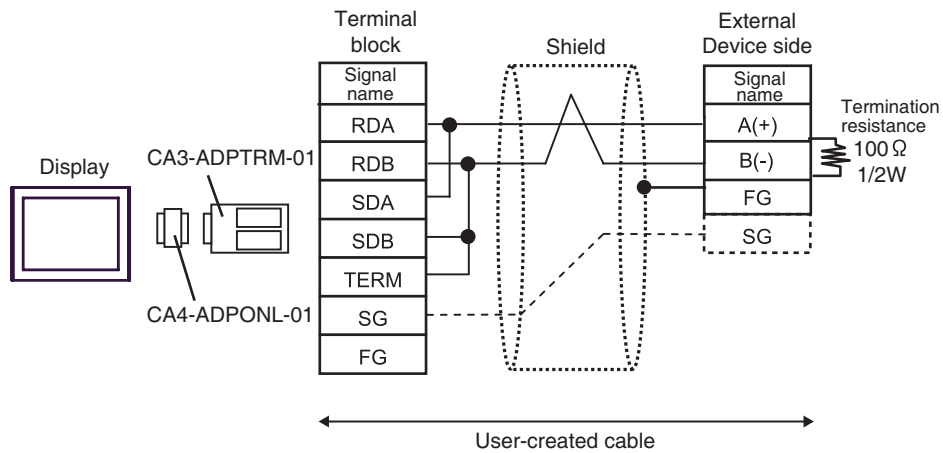 Terminal
block
Shield
External
Device side
Signal
name
RDA
RDB
SDA
SDB
TERM
SG
FG
Signal
name
A(+)
B(-)
FG
SG
Termination
resistance
100 Ω
1/2W
Display
CA3-ADPTRM-01
CA4-ADPONL-01
User-created cable